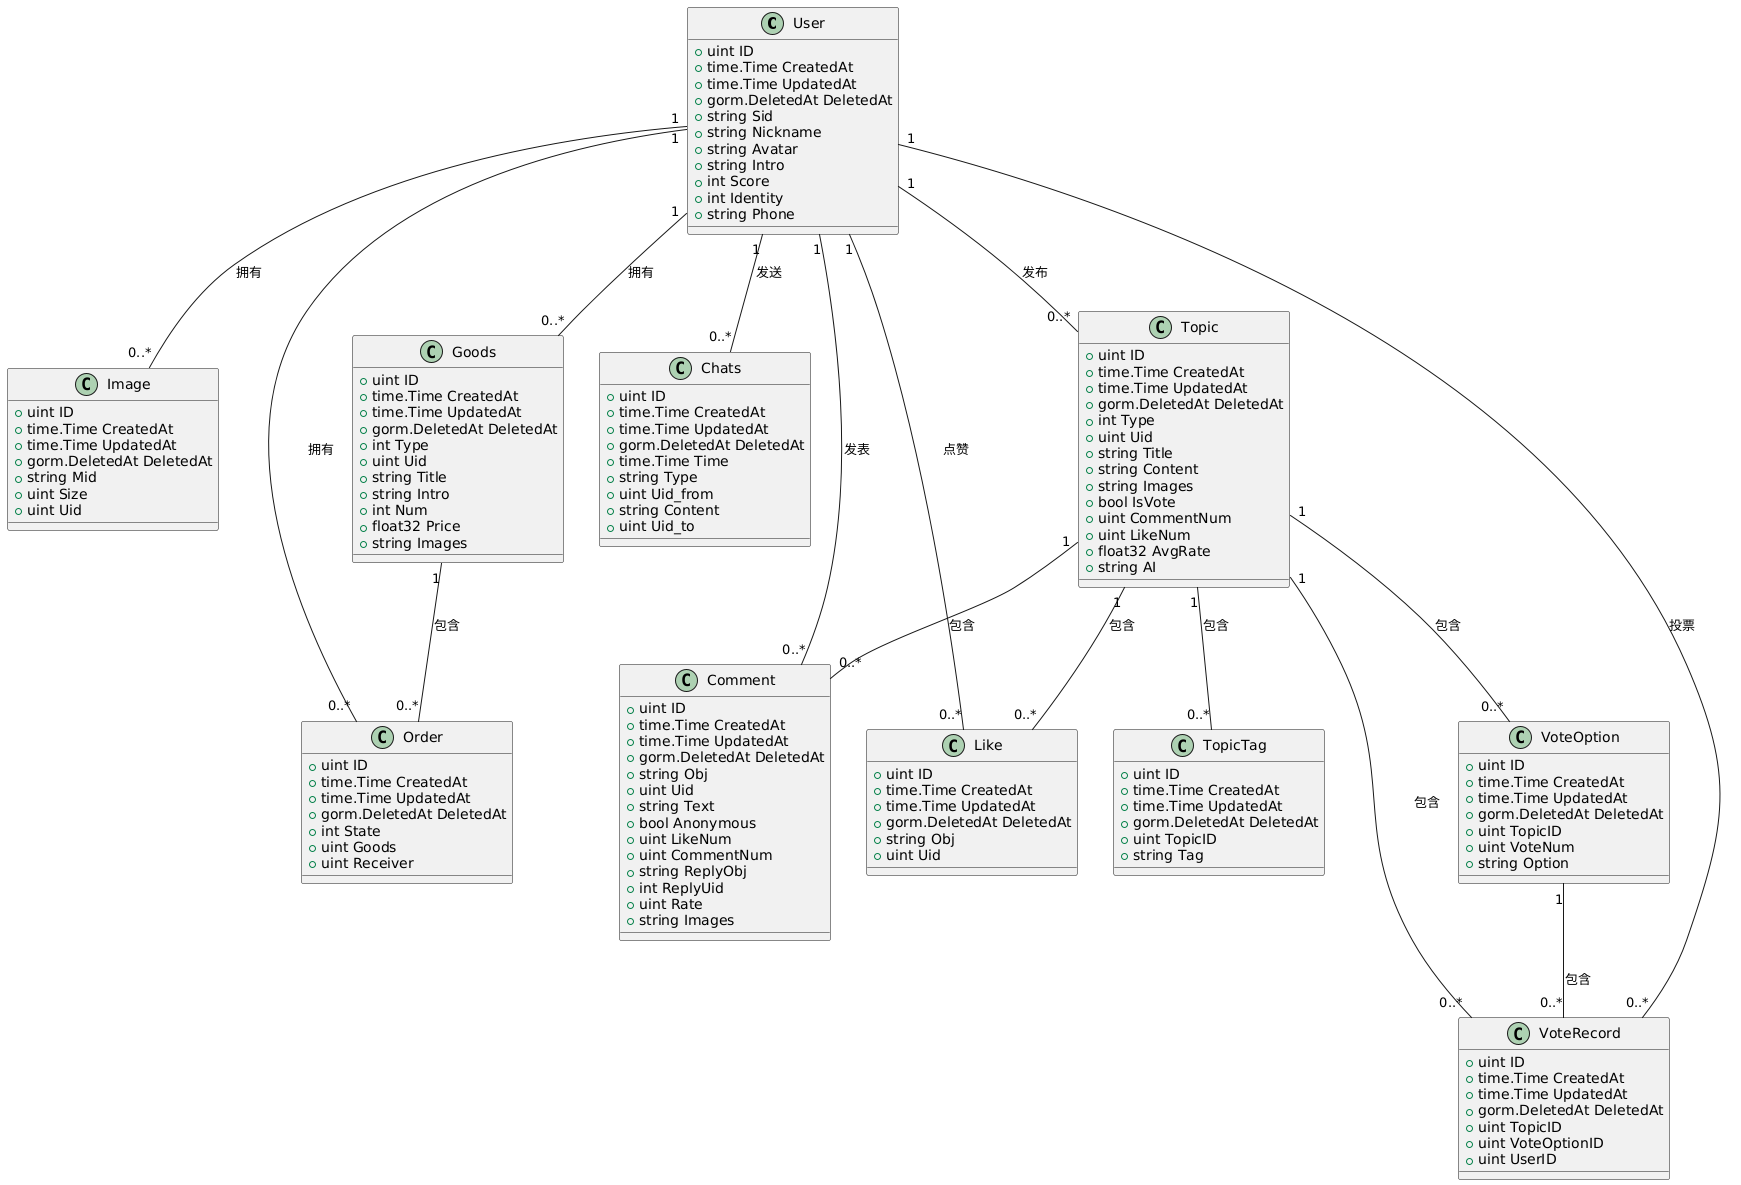 User
uint ID
time.Time CreatedAt
time.Time UpdatedAt
gorm.DeletedAt DeletedAt
string Sid
string Nickname
string Avatar
string Intro
int Score
int Identity
string Phone
1
1
1
1
1
1
1
1
拥有
拥有
发送
发布
0..*
0..*
0..*
0..*
Image
uint ID
time.Time CreatedAt
time.Time UpdatedAt
gorm.DeletedAt DeletedAt
string Mid
uint Size
uint Uid
Goods
uint ID
time.Time CreatedAt
time.Time UpdatedAt
gorm.DeletedAt DeletedAt
int Type
uint Uid
string Title
string Intro
int Num
float32 Price
string Images
Chats
uint ID
time.Time CreatedAt
time.Time UpdatedAt
gorm.DeletedAt DeletedAt
time.Time Time
string Type
uint Uid_from
string Content
uint Uid_to
Topic
uint ID
time.Time CreatedAt
time.Time UpdatedAt
gorm.DeletedAt DeletedAt
int Type
uint Uid
string Title
string Content
string Images
bool IsVote
uint CommentNum
uint LikeNum
float32 AvgRate
string AI
拥有
发表
点赞
1
1
1
1
1
1
包含
包含
包含
包含
包含
投票
0..*
0..*
0..*
0..*
0..*
0..*
0..*
0..*
Order
uint ID
time.Time CreatedAt
time.Time UpdatedAt
gorm.DeletedAt DeletedAt
int State
uint Goods
uint Receiver
Comment
uint ID
time.Time CreatedAt
time.Time UpdatedAt
gorm.DeletedAt DeletedAt
string Obj
uint Uid
string Text
bool Anonymous
uint LikeNum
uint CommentNum
string ReplyObj
int ReplyUid
uint Rate
string Images
Like
uint ID
time.Time CreatedAt
time.Time UpdatedAt
gorm.DeletedAt DeletedAt
string Obj
uint Uid
TopicTag
uint ID
time.Time CreatedAt
time.Time UpdatedAt
gorm.DeletedAt DeletedAt
uint TopicID
string Tag
包含
VoteOption
uint ID
time.Time CreatedAt
time.Time UpdatedAt
gorm.DeletedAt DeletedAt
uint TopicID
uint VoteNum
string Option
1
包含
0..*
0..*
0..*
VoteRecord
uint ID
time.Time CreatedAt
time.Time UpdatedAt
gorm.DeletedAt DeletedAt
uint TopicID
uint VoteOptionID
uint UserID